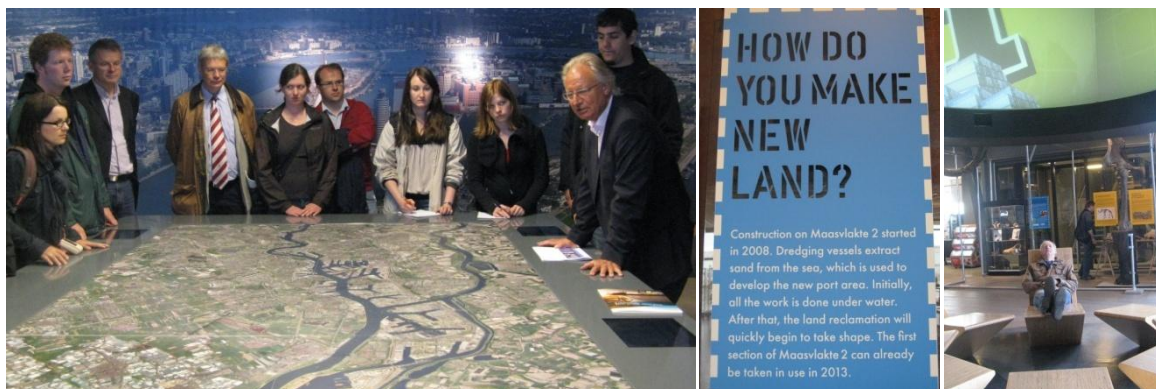 HOW DO
YOU MAKE
NEW
LAND?
Construction on Maasvlakte 2 started
in 2008. Dredging vessels extract
sand from the sea, which is used to
develop the new port area. Initially,
all the work is done under water.
After that, the land reclamation will
quickly begin to take shape. The first
section of Maasvlakte 2 can already
be taken in use in 2013.